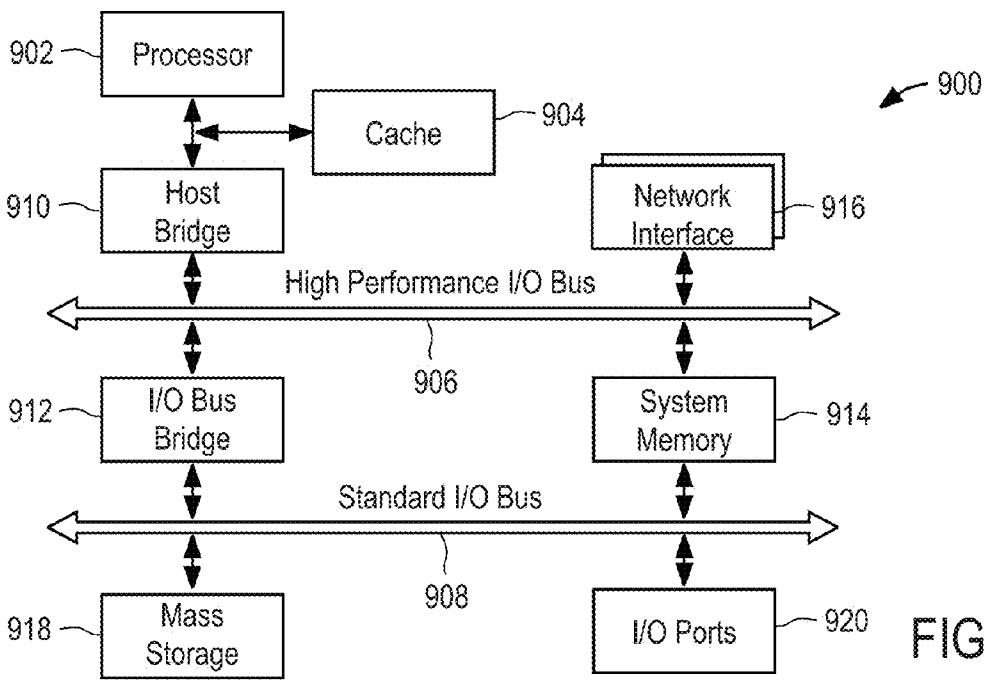 902
Processor
900
Cache
904
910
Host
Bridge
Network
Interface
916
High Performance I/O Bus
906
912
I/O Bus
Bridge
System
Memory
914
Standard I/O Bus
908
918
Mass
Storage
I/O Ports
920
FIG